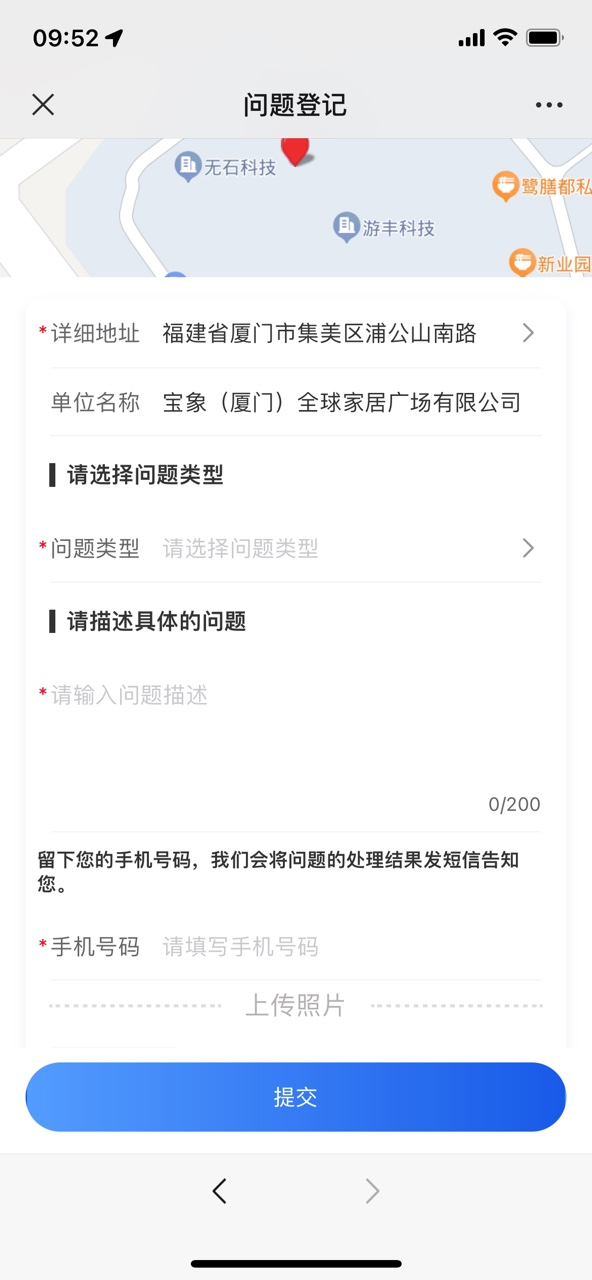 09:52
问题登记
无石科技
鹭膳都私
游丰科技
新业园
*详细地址 福建省厦门市集美区浦公山南路
单位名称 宝象（厦门）全球家居广场有限公司
请选择问题类型
*问题类型 请选择问题类型
请描述具体的问题
*请输入问题描述
0/200
留下您的手机号码，我们会将问题的处理结果发短信告知
您。
*手机号码 请填写手机号码
上传照片
提交